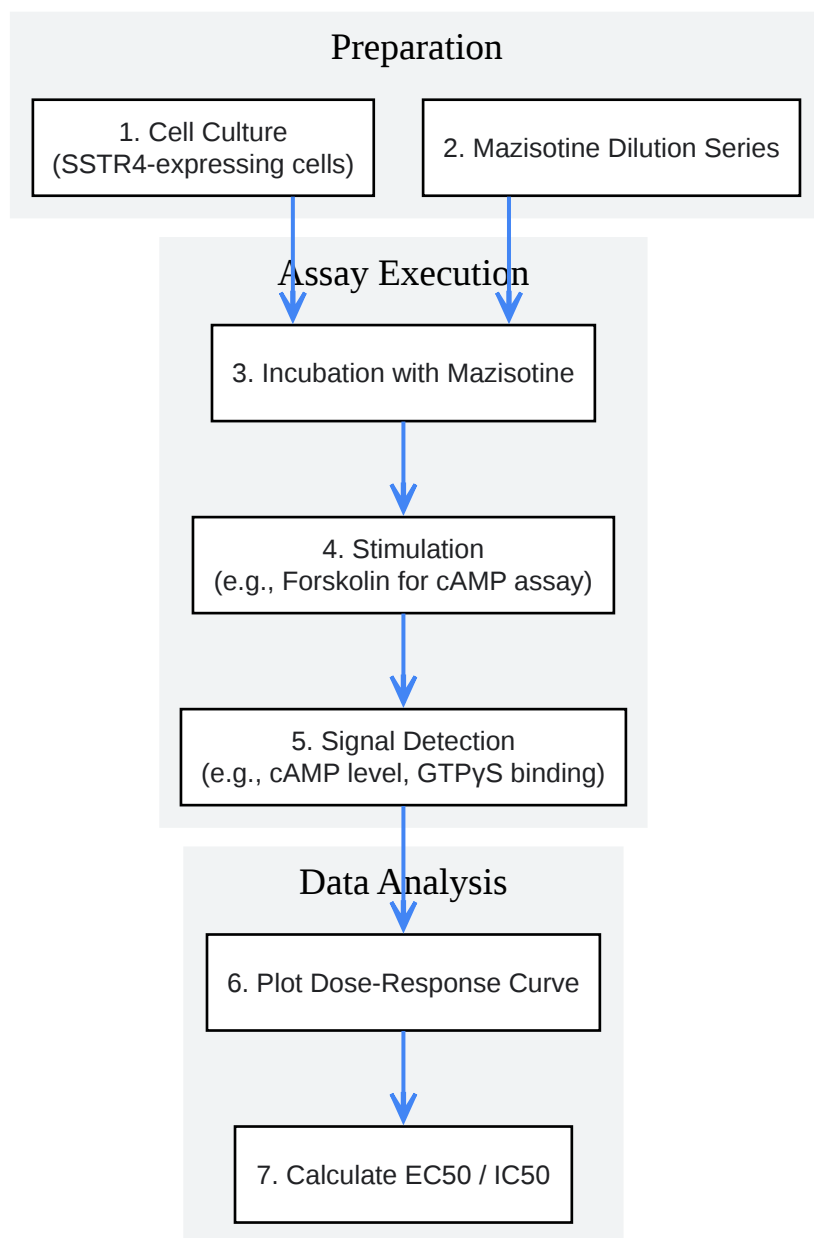 Preparation
1. Cell Culture
(SSTR4-expressing cells)
2. Mazisotine Dilution Series
Assay Execution
3. Incubation with Mazisotine
4. Stimulation
(e.g., Forskolin for cAMP assay)
5. Signal Detection
(e.g., cAMP level, GTPγS binding)
Data Analysis
6. Plot Dose-Response Curve
7. Calculate EC50 / IC50